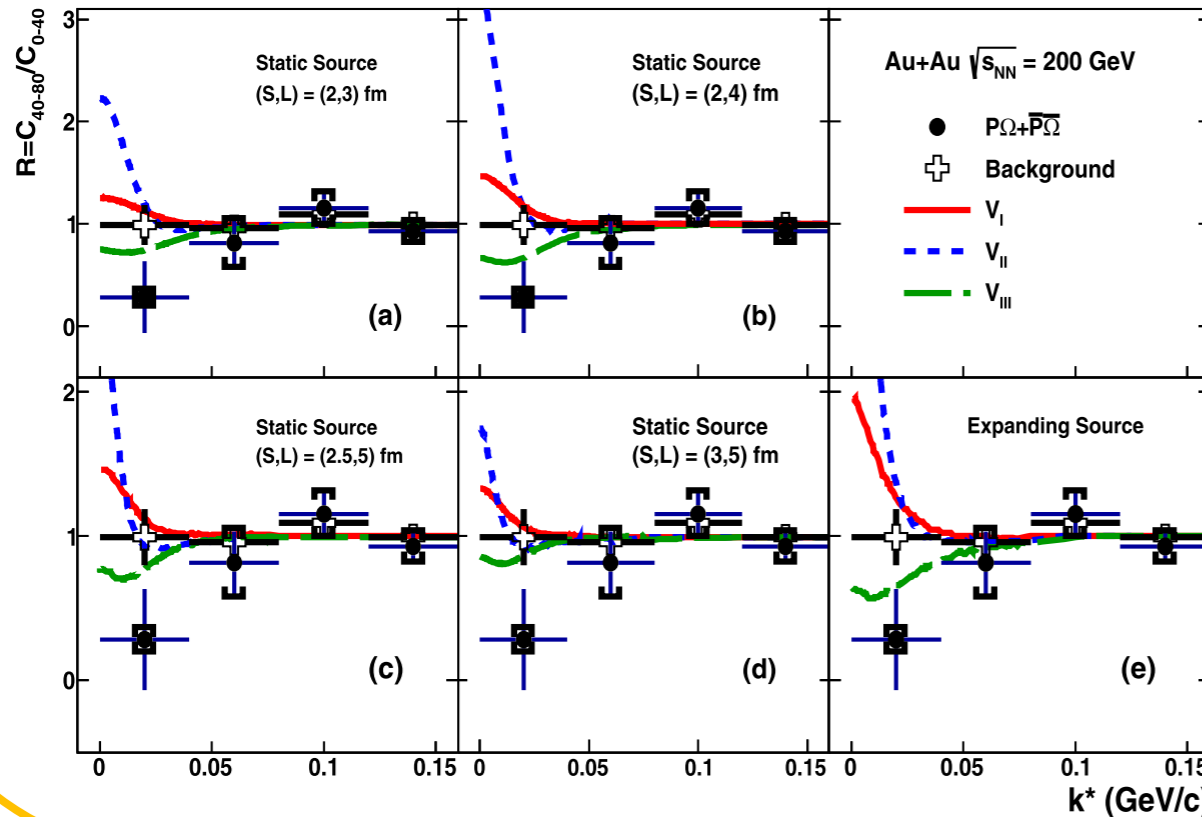 R=C40-80/C0-40
3
2
1
0
Static Source
(S,L) = (2,3) fm
(a)
Static Source
(S,L) = (2,4) fm
(b)
Au+Au √sNN = 200 GeV
PΩ+P̅Ω̅
Background
VI
VII
VIII
2
1
0
Static Source
(S,L) = (2.5,5) fm
(c)
Static Source
(S,L) = (3,5) fm
(d)
Expanding Source
(e)
0 0.05 0.1 0.15 0 0.05 0.1 0.15 0 0.05 0.1 0.15
k* (GeV/c)